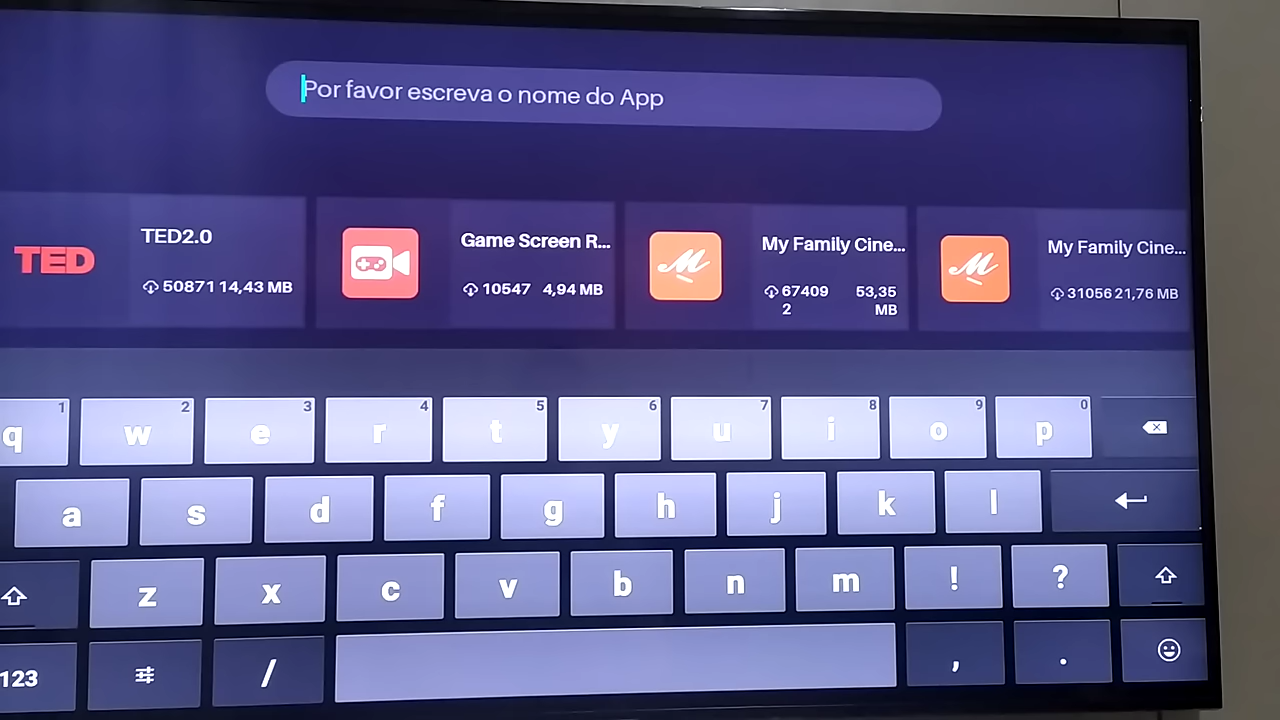 Por favor escreva o nome do App
TED
TED2.0
50871 14,43 MB
Game Screen R...
10547 4,94 MB
M
My Family Cine...
67409 53,35
2 MB
M
My Family Cine...
31056 21,76 MB
q 1 w 2 e 3 r 4 t 5 y 6 u 7 i 8 o 9 p 0
a s d f g h j k l
z x c v b n m ! ?
123 / , .